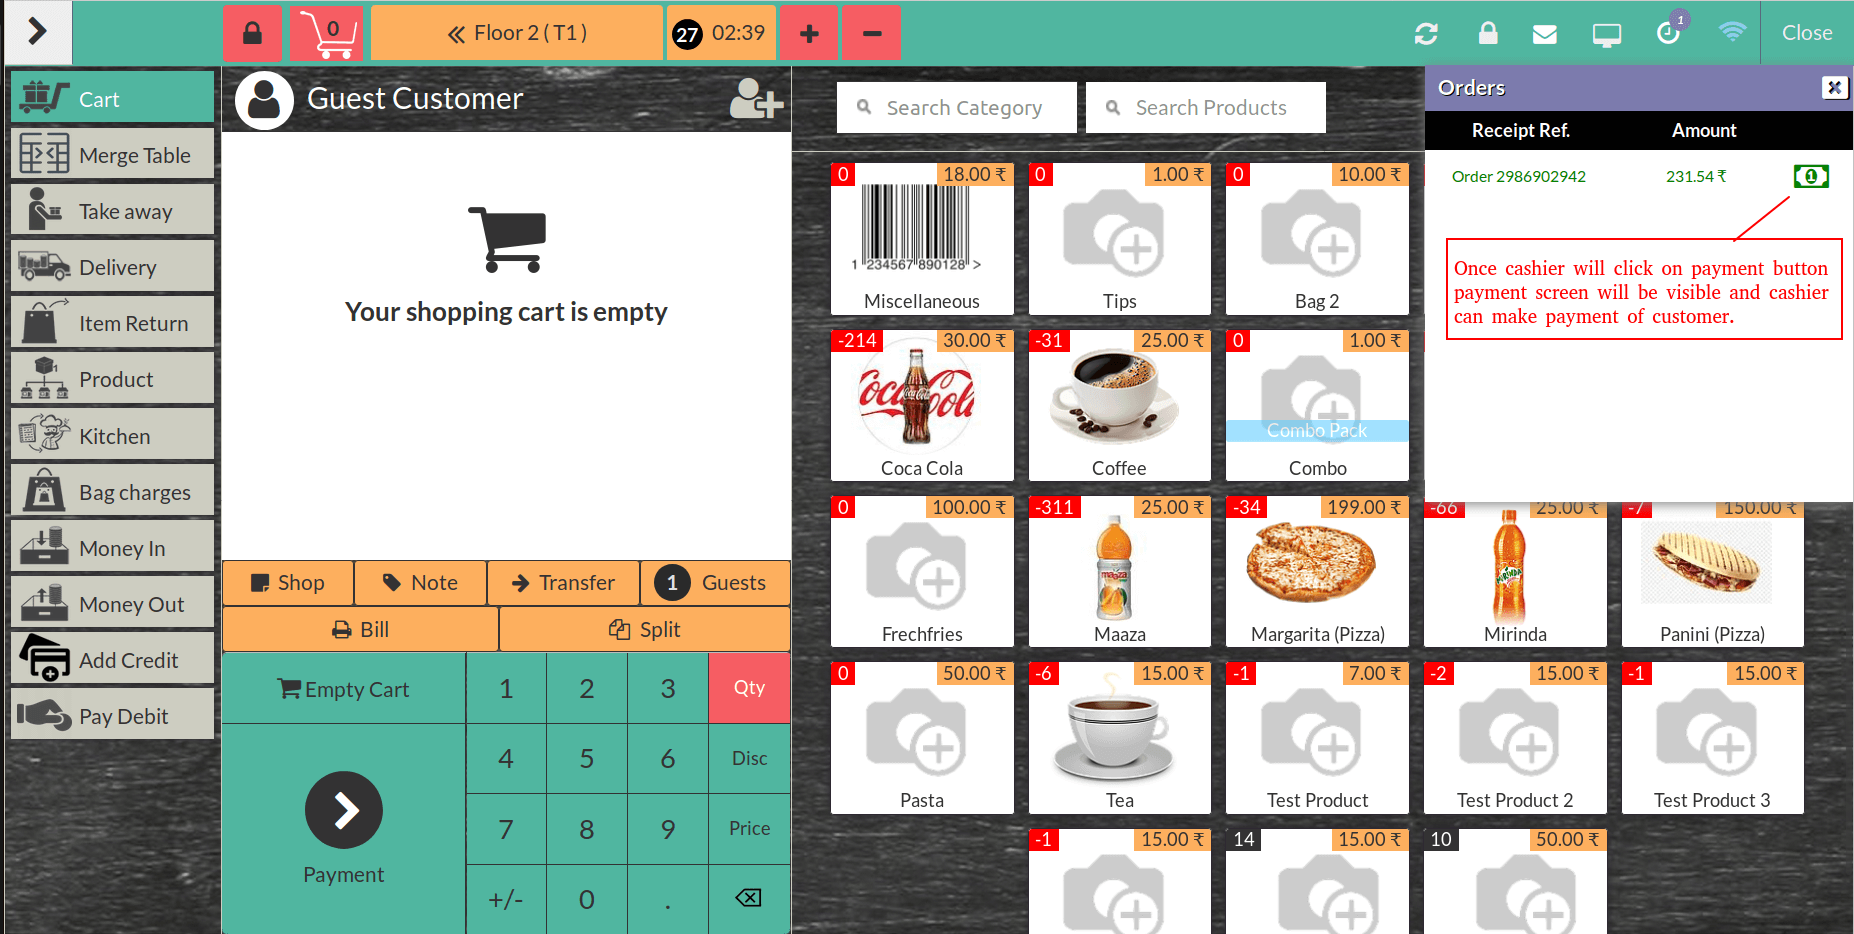 0
Floor 2 ( T1 )
27 02:39
1
Close
Cart
Merge Table
Take away
Delivery
Item Return
Product
Kitchen
Bag charges
Money In
Money Out
Add Credit
Pay Debit
Guest Customer
Your shopping cart is empty
Shop Note Transfer 1 Guests
Bill Split
Empty Cart 1 2 3 Qty
4 5 6 Disc
7 8 9 Price
Payment
+/- 0 .
Search Category Search Products
0 18.00 ₹
1 234567 890128 >
Miscellaneous
0 1.00 ₹
Tips
0 10.00 ₹
Bag 2
-214 30.00 ₹
Coca Cola
Coca Cola
-31 25.00 ₹
Coffee
0 1.00 ₹
Combo Pack
Combo
0 100.00 ₹
Frechfries
-311 25.00 ₹
maaza
Maaza
-34 199.00 ₹
Margarita (Pizza)
-66 25.00 ₹
MIRINDA
Mirinda
-7 150.00 ₹
Panini (Pizza)
0 50.00 ₹
Pasta
-6 15.00 ₹
Tea
-1 7.00 ₹
Test Product
-2 15.00 ₹
Test Product 2
-1 15.00 ₹
Test Product 3
-1 15.00 ₹
14 15.00 ₹
10 50.00 ₹
Orders
Receipt Ref. Amount
Order 2986902942 231.54 ₹ 1
Once cashier will click on payment button
payment screen will be visible and cashier
can make payment of customer.